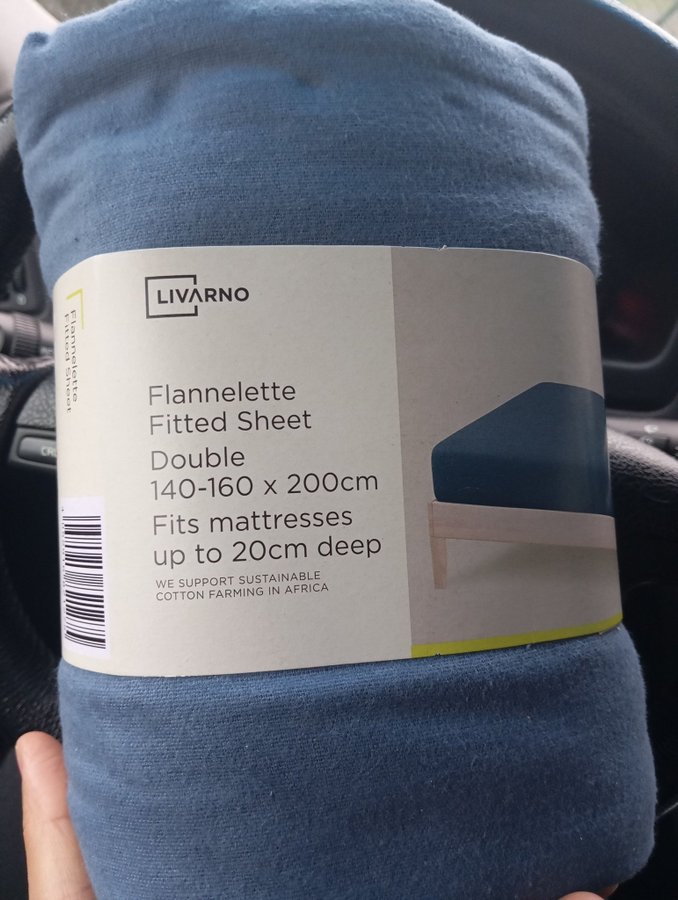 LIVARNO
Flannelette
Fitted Sheet
Double
140-160 x 200cm
Fits mattresses
up to 20cm deep
WE SUPPORT SUSTAINABLE
COTTON FARMING IN AFRICA
Flannelette
Fitted Sheet